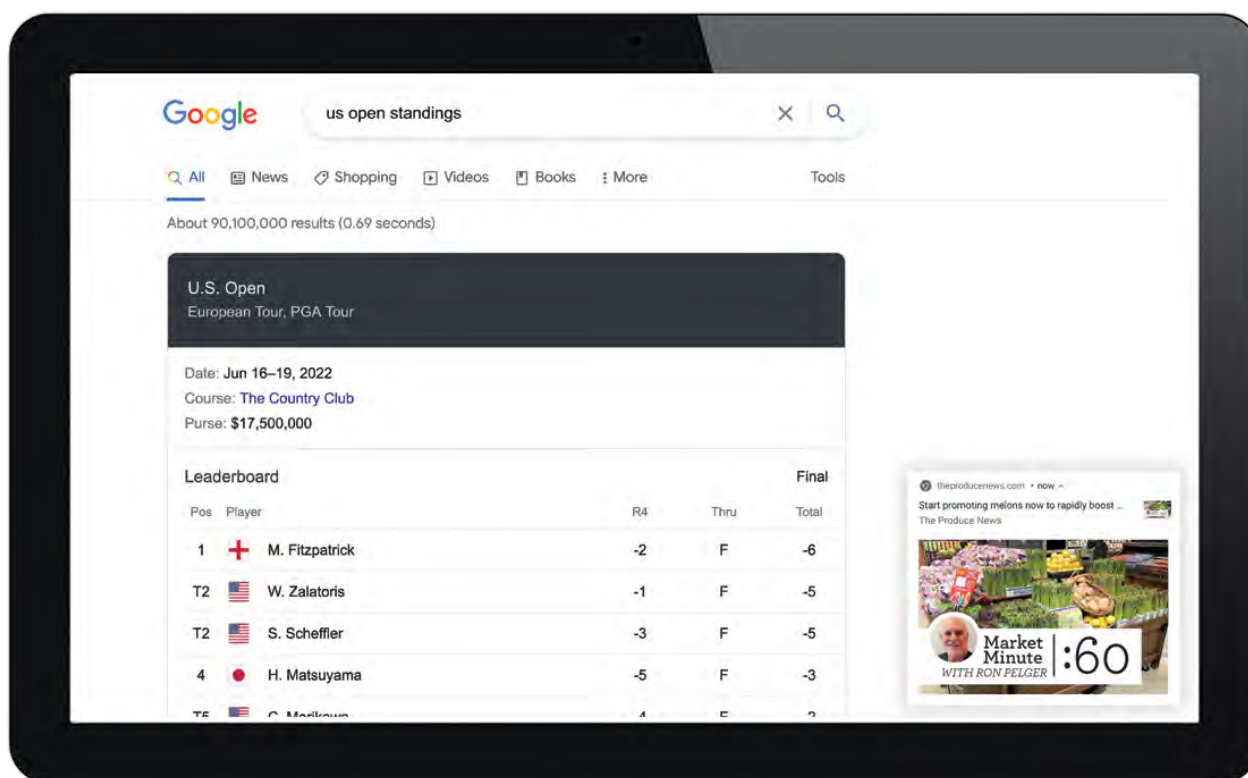 Google
us open standings
All News Shopping Videos Books More Tools
About 90,100,000 results (0.69 seconds)
U.S. Open
European Tour, PGA Tour
Date: Jun 16–19, 2022
Course: The Country Club
Purse: $17,500,000
Leaderboard Final
Pos Player R4 Thru Total
1 M. Fitzpatrick -2 F -6
T2 W. Zalatoris -1 F -5
T2 S. Scheffler -3 F -5
4 H. Matsuyama -5 F -3
T5 C. Morikawa
theproducenews.com • now
Start promoting melons now to rapidly boost ...
The Produce News
Market
Minute
WITH RON PELGER
:60